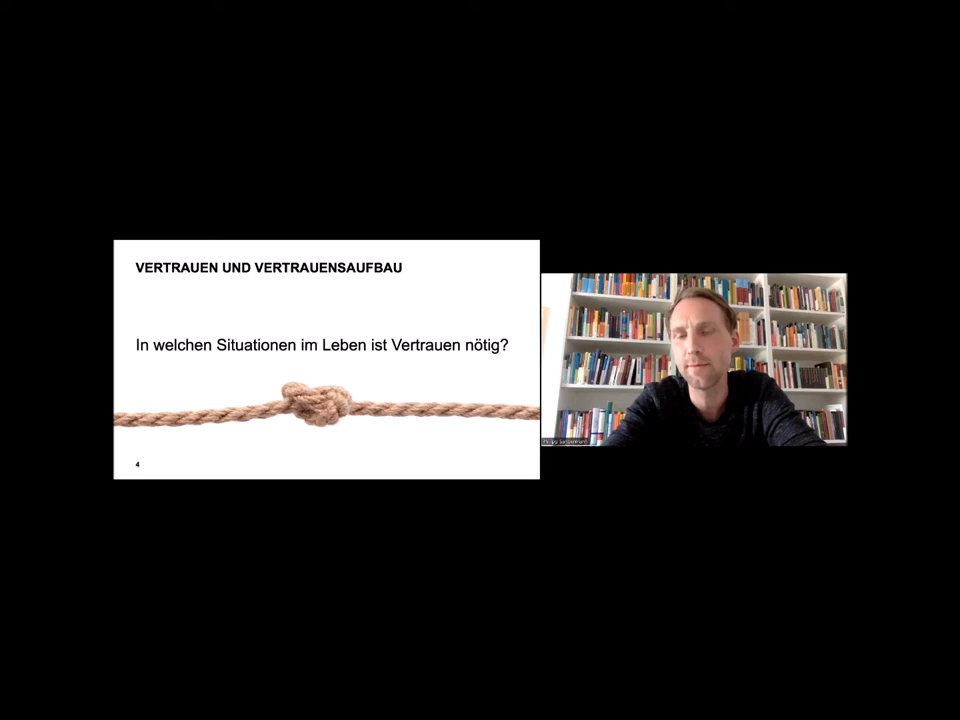 VERTRAUEN UND VERTRAUENSAUFBAU
In welchen Situationen im Leben ist Vertrauen nötig?
4